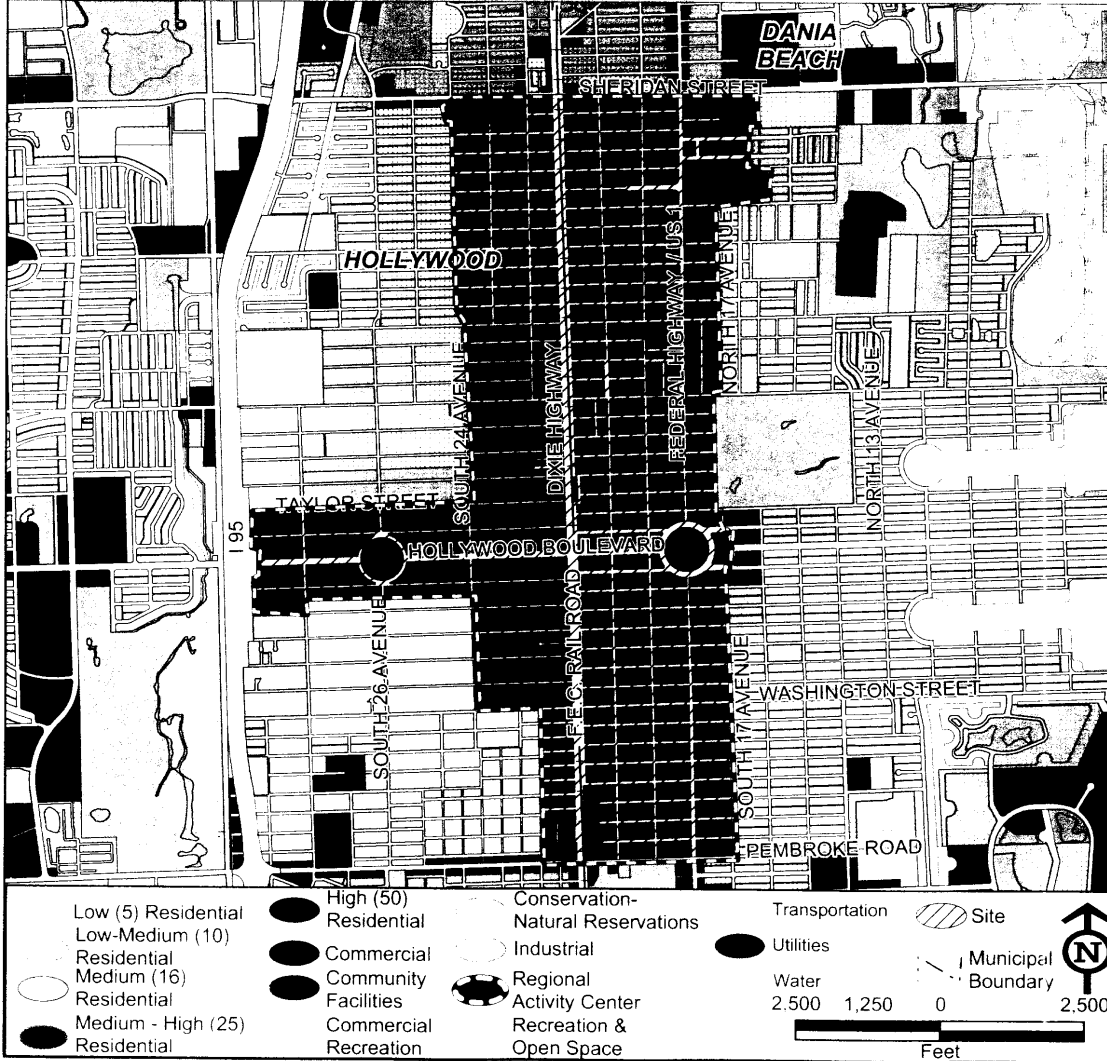 DANIA
BEACH
SHERIDAN STREET
HOLLYWOOD
FEDERAL HIGHWAY / US 1
NORTH 17 AVENUE
SOUTH 24 AVENUE
DIXIE HIGHWAY
NORTH 13 AVENUE
TAYLOR STREET
I 95
HOLLYWOOD BOULEVARD
F.E.C. RAILROAD
SOUTH 26 AVENUE
SOUTH 17 AVENUE
WASHINGTON STREET
PEMBROKE ROAD
Low (5) Residential
Low-Medium (10)
Residential
Medium (16)
Residential
Medium - High (25)
Residential
High (50)
Residential
Commercial
Community
Facilities
Commercial
Recreation
Conservation-
Natural Reservations
Industrial
Regional
Activity Center
Recreation &
Open Space
Transportation
Utilities
Water
Site
Municipal
Boundary
N
2,500 1,250 0 2,500
Feet